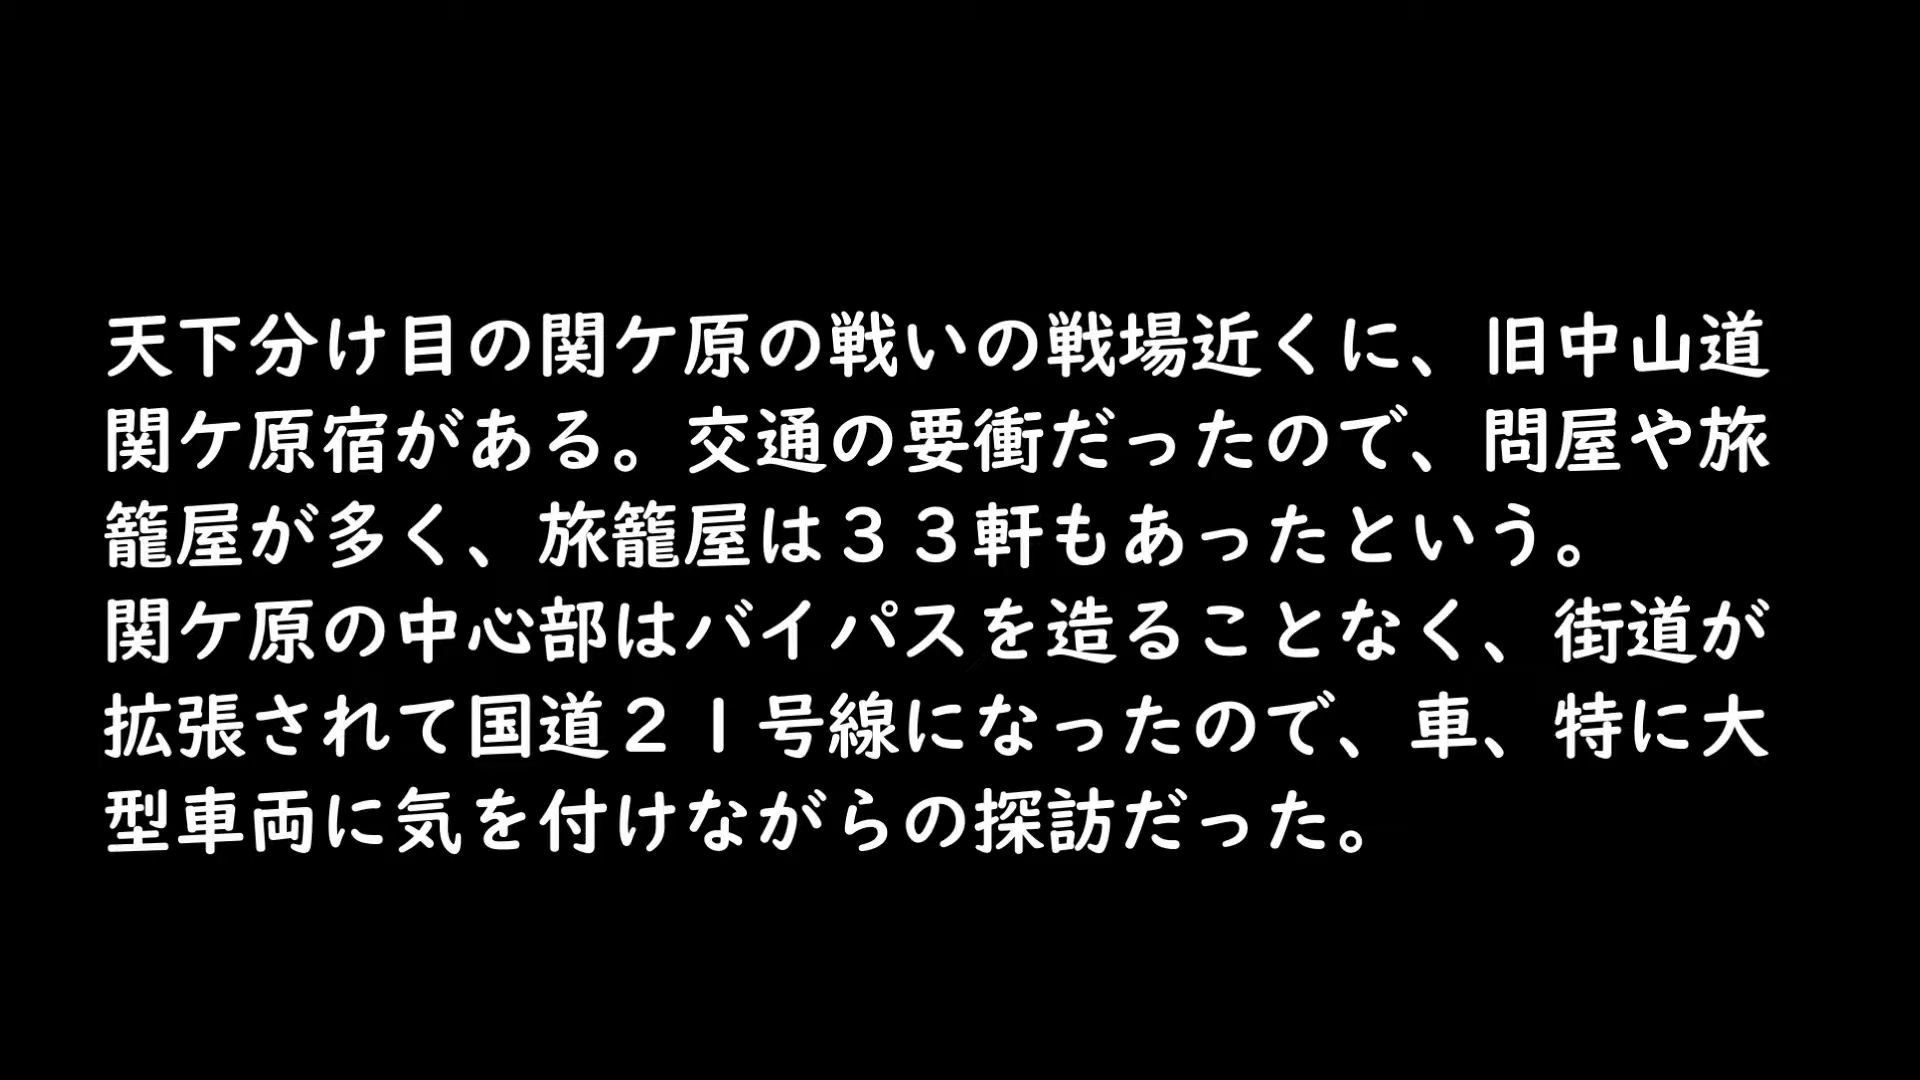 天下分け目の関ケ原の戦いの戦場近くに、旧中山道
関ケ原宿がある。交通の要衝だったので、問屋や旅
籠屋が多く、旅籠屋は３３軒もあったという。
関ケ原の中心部はバイパスを造ることなく、街道が
拡張されて国道２１号線になったので、車、特に大
型車両に気を付けながらの探訪だった。